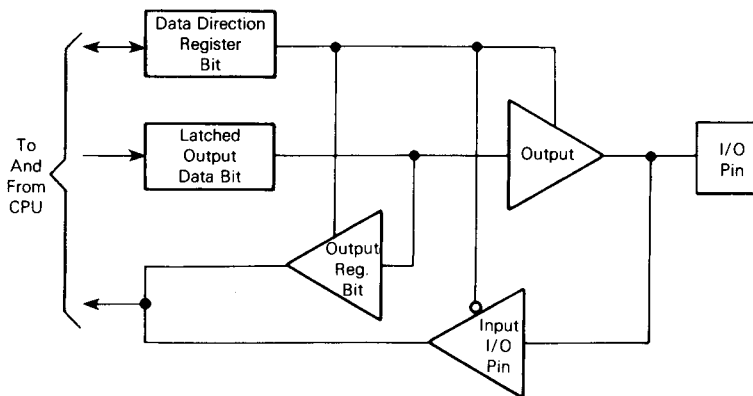 Data Direction
Register
Bit
To
And
From
CPU
Latched
Output
Data Bit
Output
I/O
Pin
Output
Reg.
Bit
Input
I/O
Pin